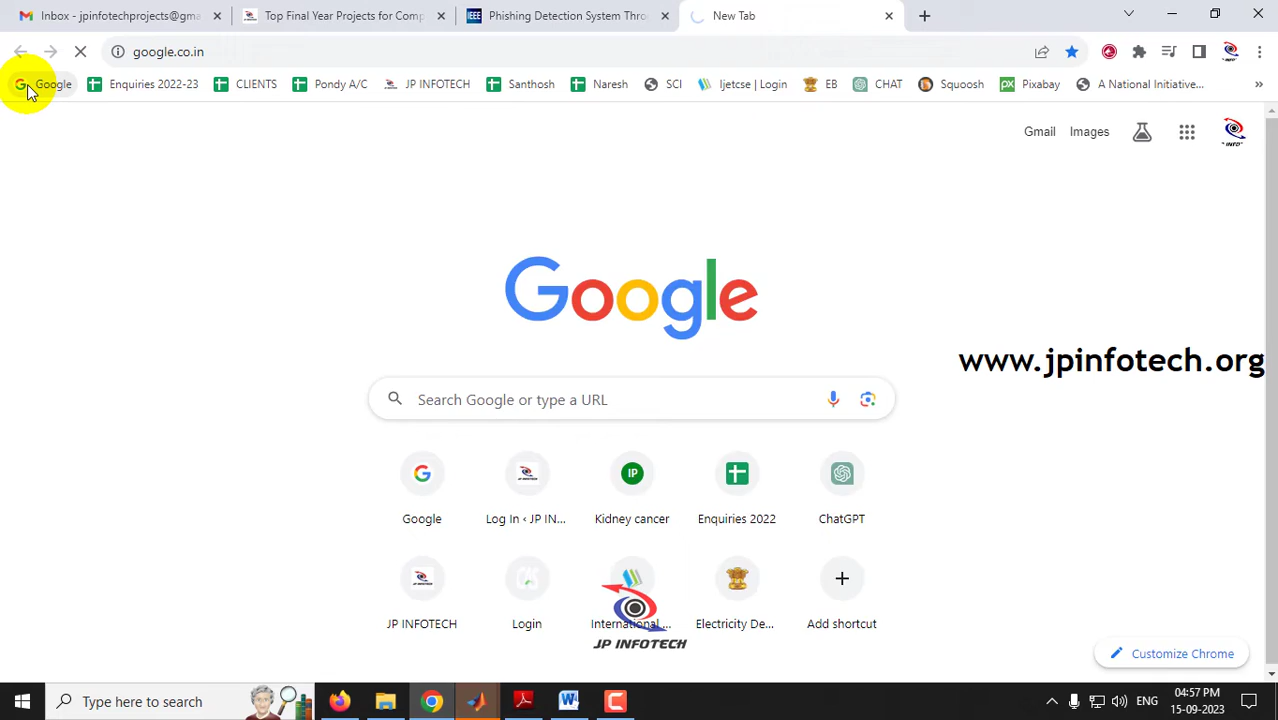 Inbox - jpinfotechprojects@gma
Top Final Year Projects for Comp
Phishing Detection System Thro
New Tab
google.co.in
Google
Enquiries 2022-23
CLIENTS
Pondy A/C
JP INFOTECH
Santhosh
Naresh
SCI
Ijetcse | Login
EB
CHAT
Squoosh
Pixabay
A National Initiative...
»
Gmail
Images
"INFO"
Google
www.jpinfotech.org
Search Google or type a URL
Google
Log In ‹ JP IN...
IP
Kidney cancer
Enquiries 2022
ChatGPT
JP INFOTECH
Login
International ...
Electricity De...
Add shortcut
JP INFOTECH
Customize Chrome
Type here to search
ENG
04:57 PM
15-09-2023